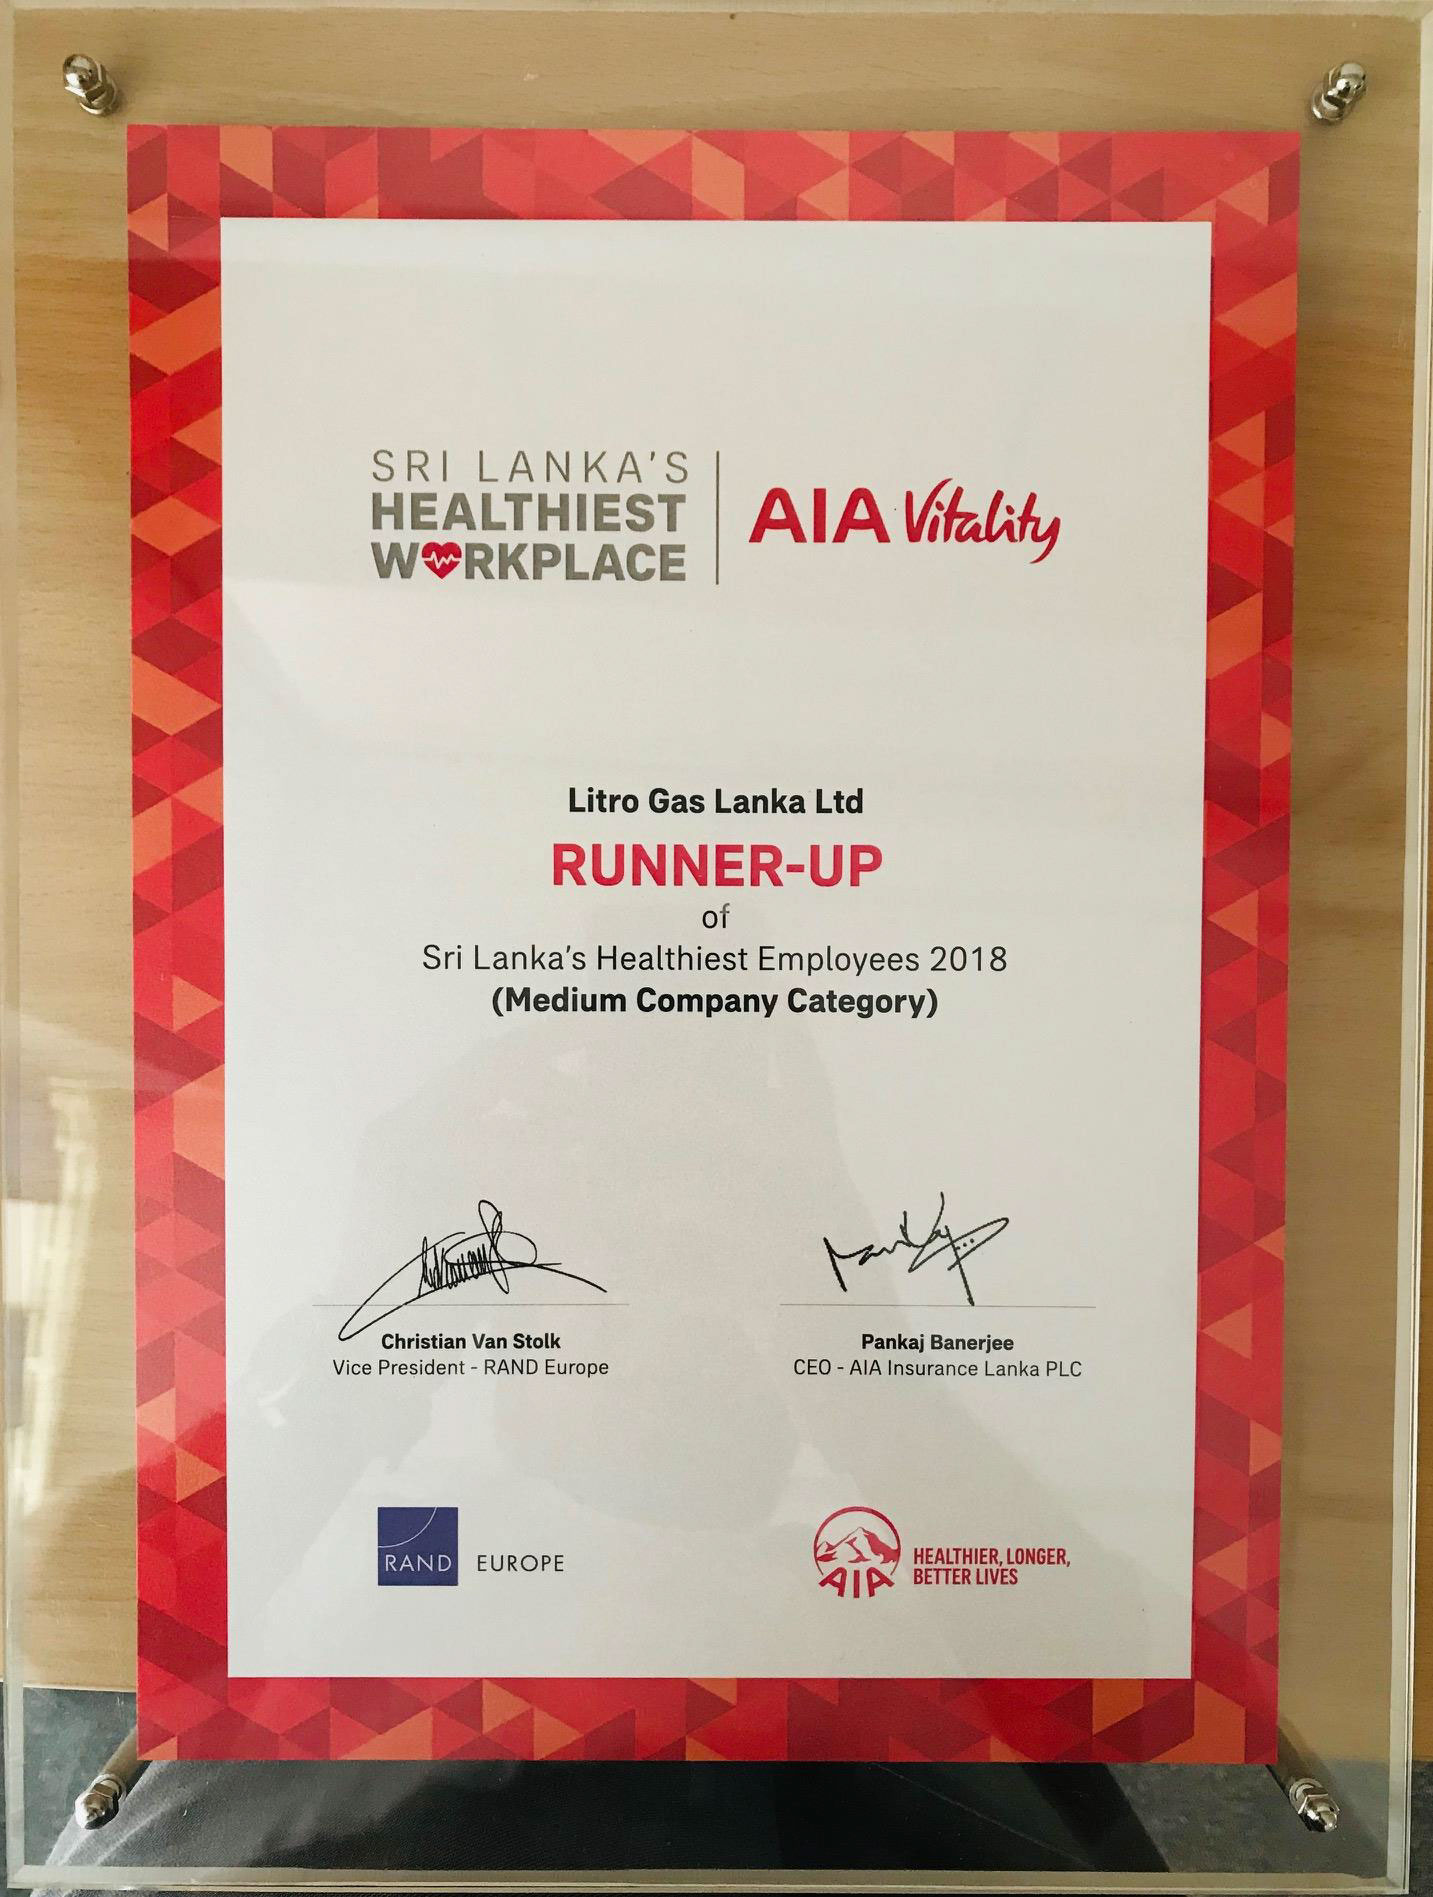 SRI LANKA'S
HEALTHIEST
WORKPLACE
AIA Vitality
Litro Gas Lanka Ltd
RUNNER-UP
of
Sri Lanka's Healthiest Employees 2018
(Medium Company Category)
Christian Van Stolk
Vice President - RAND Europe
Pankaj Banerjee
CEO - AIA Insurance Lanka PLC
RAND EUROPE
AIA
HEALTHIER, LONGER,
BETTER LIVES